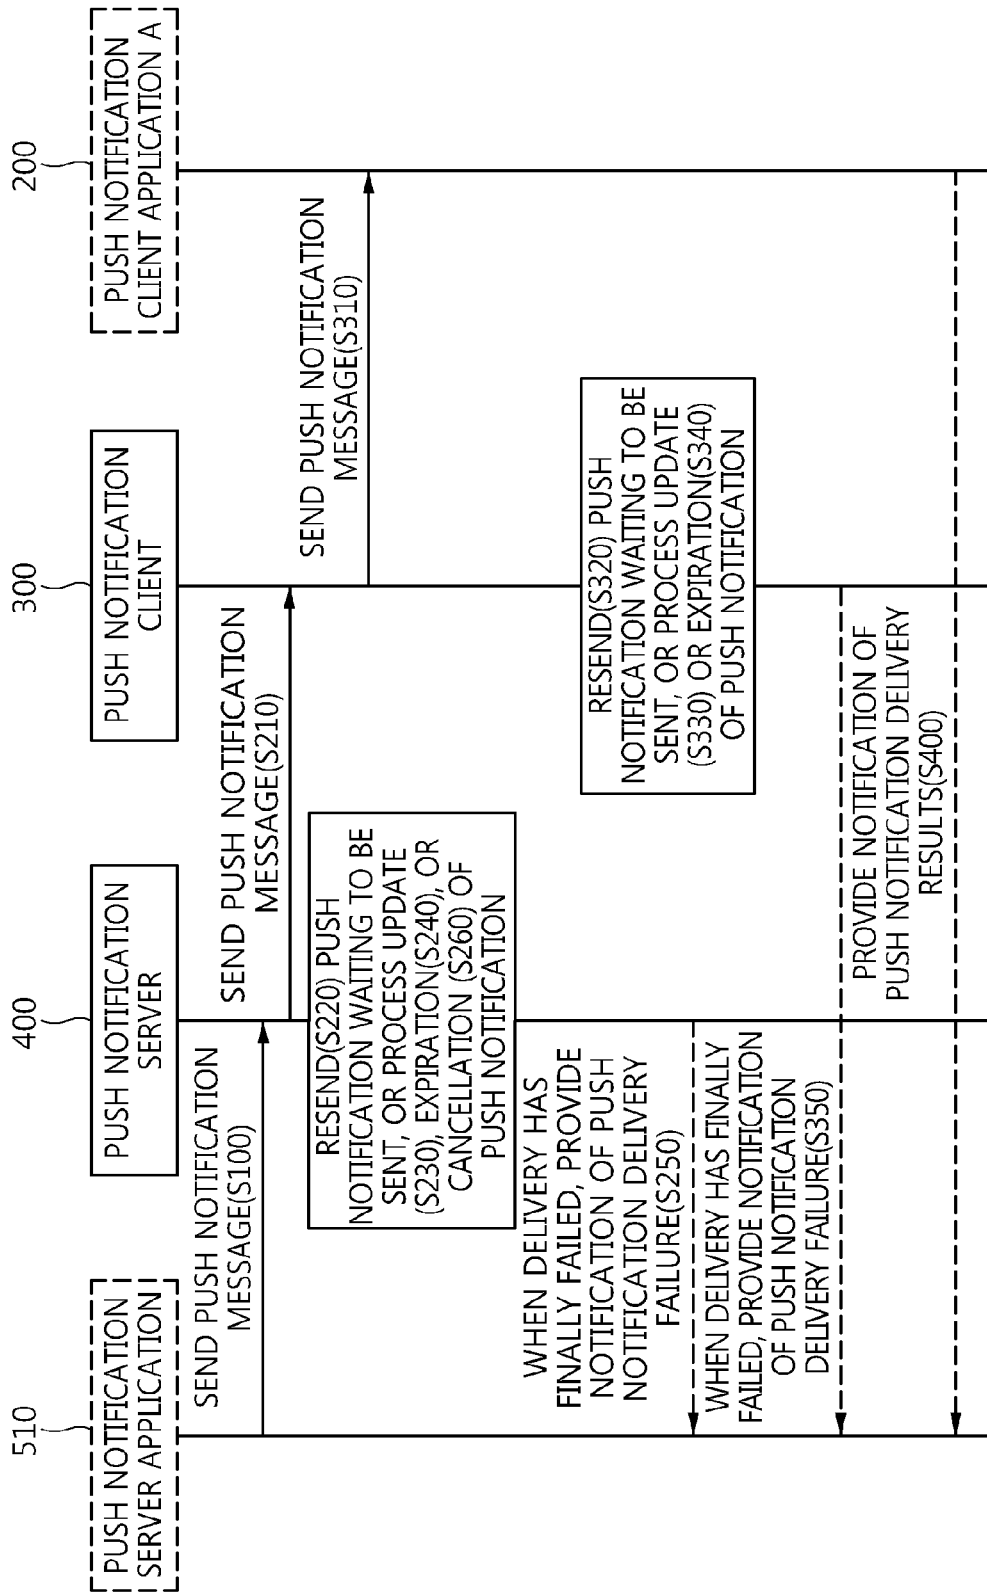 510
PUSH NOTIFICATION
SERVER APPLICATION
400
PUSH NOTIFICATION
SERVER
300
PUSH NOTIFICATION
CLIENT
200
PUSH NOTIFICATION
CLIENT APPLICATION A
SEND PUSH NOTIFICATION
MESSAGE(S100)
SEND PUSH NOTIFICATION
MESSAGE(S210)
SEND PUSH NOTIFICATION
MESSAGE(S310)
RESEND(S220) PUSH
NOTIFICATION WAITING TO BE
SENT, OR PROCESS UPDATE
(S230), EXPIRATION(S240), OR
CANCELLATION (S260) OF
PUSH NOTIFICATION
RESEND(S320) PUSH
NOTIFICATION WAITING TO BE
SENT, OR PROCESS UPDATE
(S330) OR EXPIRATION(S340)
OF PUSH NOTIFICATION
WHEN DELIVERY HAS
FINALLY FAILED, PROVIDE
NOTIFICATION OF PUSH
NOTIFICATION DELIVERY
FAILURE(S250)
WHEN DELIVERY HAS FINALLY
FAILED, PROVIDE NOTIFICATION
OF PUSH NOTIFICATION
DELIVERY FAILURE(S350)
PROVIDE NOTIFICATION OF
PUSH NOTIFICATION DELIVERY
RESULTS(S400)